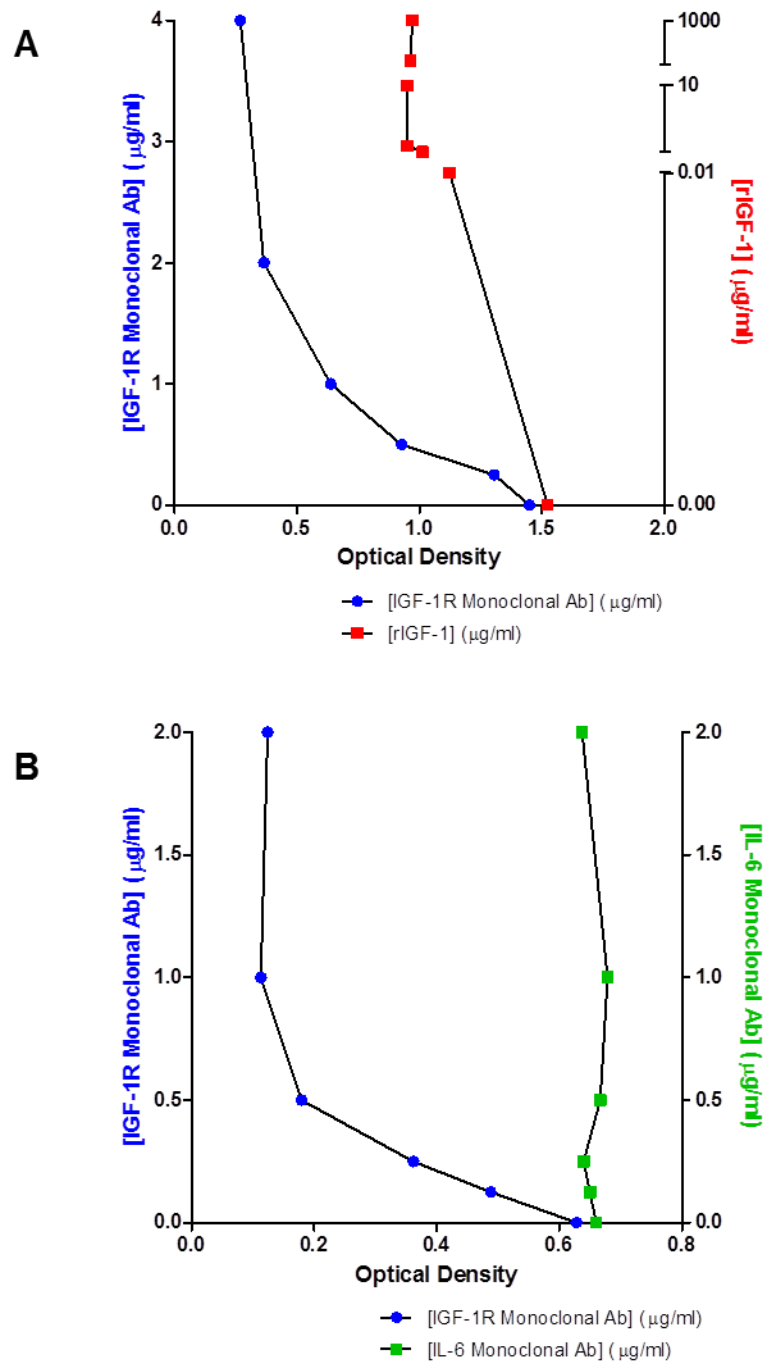 A
[IGF-1R Monoclonal Ab] ( μg/ml)
4
3
2
1
0
0.0
0.5
1.0
1.5
2.0
Optical Density
1000
10
0.01
0.00
[rIGF-1] ( μg/ml)
[IGF-1R Monoclonal Ab] ( μg/ml)
[rIGF-1] (μg/ml)
B
[IGF-1R Monoclonal Ab] ( μg/ml)
2.0
1.5
1.0
0.5
0.0
0.0
0.2
0.4
0.6
0.8
Optical Density
2.0
1.5
1.0
0.5
0.0
[IL-6 Monoclonal Ab] ( μg/ml)
[IGF-1R Monoclonal Ab] ( μg/ml)
[IL-6 Monoclonal Ab] ( μg/ml)